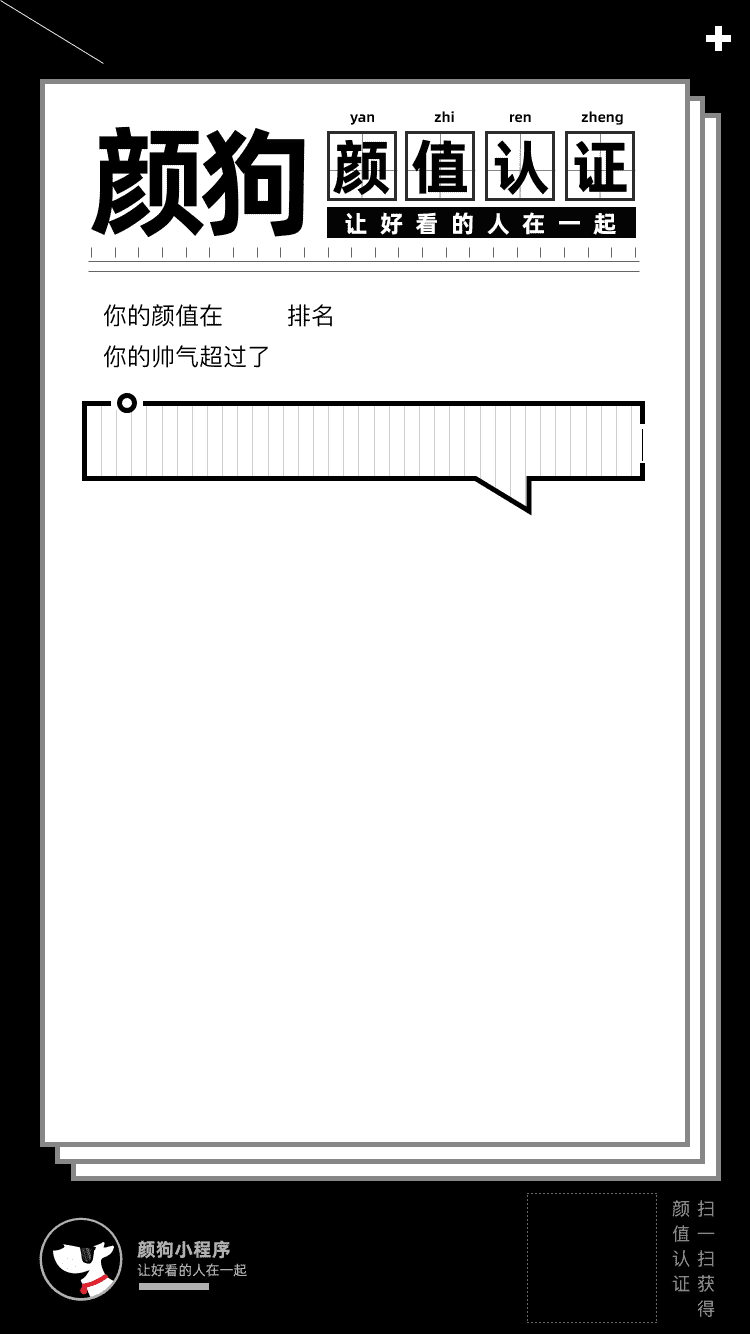 颜狗
yan zhi ren zheng
颜值认证
让好看的人在一起
你的颜值在 排名
你的帅气超过了
颜狗小程序
让好看的人在一起
扫一扫获得
颜值认证